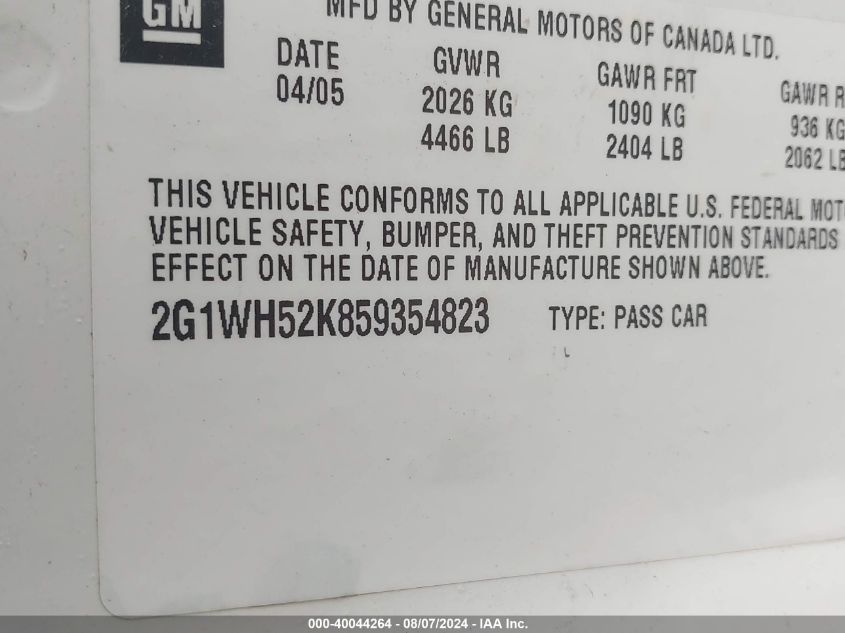 GM
MFD BY GENERAL MOTORS OF CANADA LTD.
DATE GVWR GAWR FRT GAWR R
04/05 2026 KG 1090 KG 936 KG
4466 LB 2404 LB 2062 LB
THIS VEHICLE CONFORMS TO ALL APPLICABLE U.S. FEDERAL MOT
VEHICLE SAFETY, BUMPER, AND THEFT PREVENTION STANDARDS
EFFECT ON THE DATE OF MANUFACTURE SHOWN ABOVE.
2G1WH52K859354823 TYPE: PASS CAR
000-40044264 - 08/07/2024 - IAA Inc.